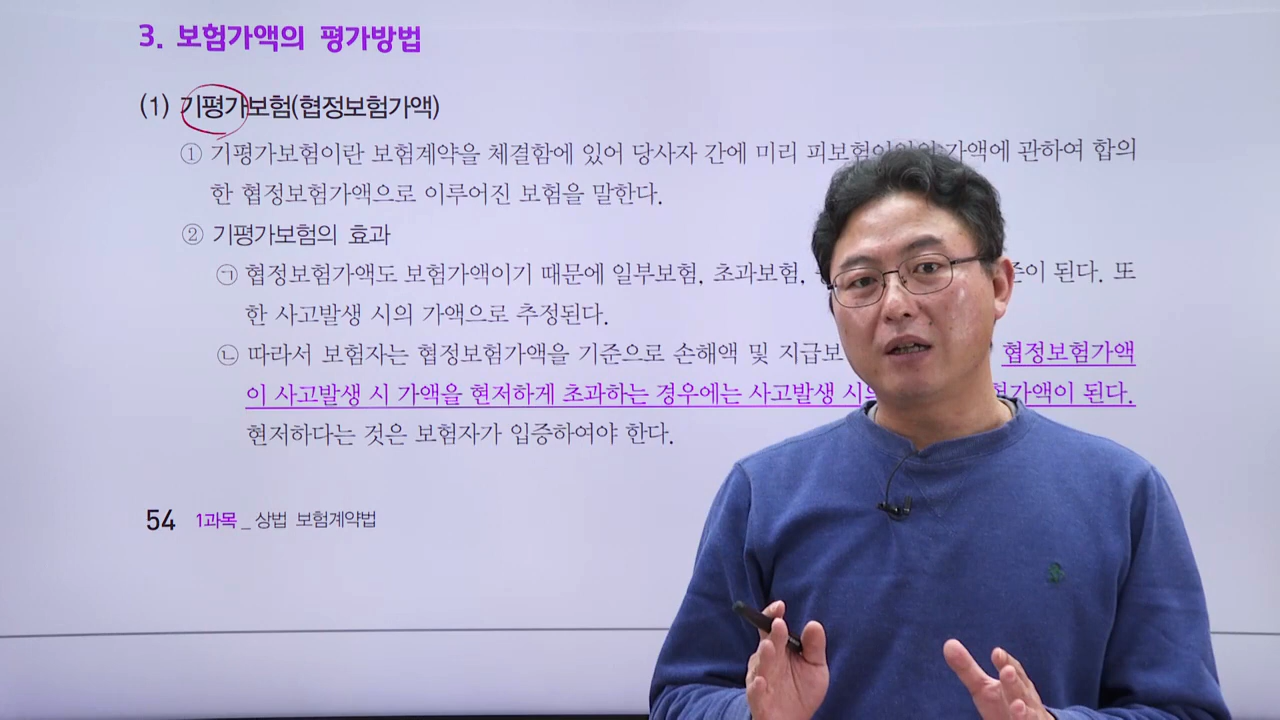 3. 보험가액의 평가방법
(1) 기평가보험(협정보험가액)
① 기평가보험이란 보험계약을 체결함에 있어 당사자 간에 미리 가액에 관하여 합의
한 협정보험가액으로 이루어진 보험을 말한다.
② 기평가보험의 효과
㉠ 협정보험가액도 보험가액이기 때문에 일부보험, 초과보험, 된다. 또
한 사고발생 시의 가액으로 추정된다.
㉡ 따라서 보험자는 협정보험가액을 기준으로 손해액 및 협정보험가액
이 사고발생 시 가액을 현저하게 초과하는 경우에는 사고발생 된다.
현저하다는 것은 보험자가 입증하여야 한다.
54 1과목 _ 상법 보험계약법